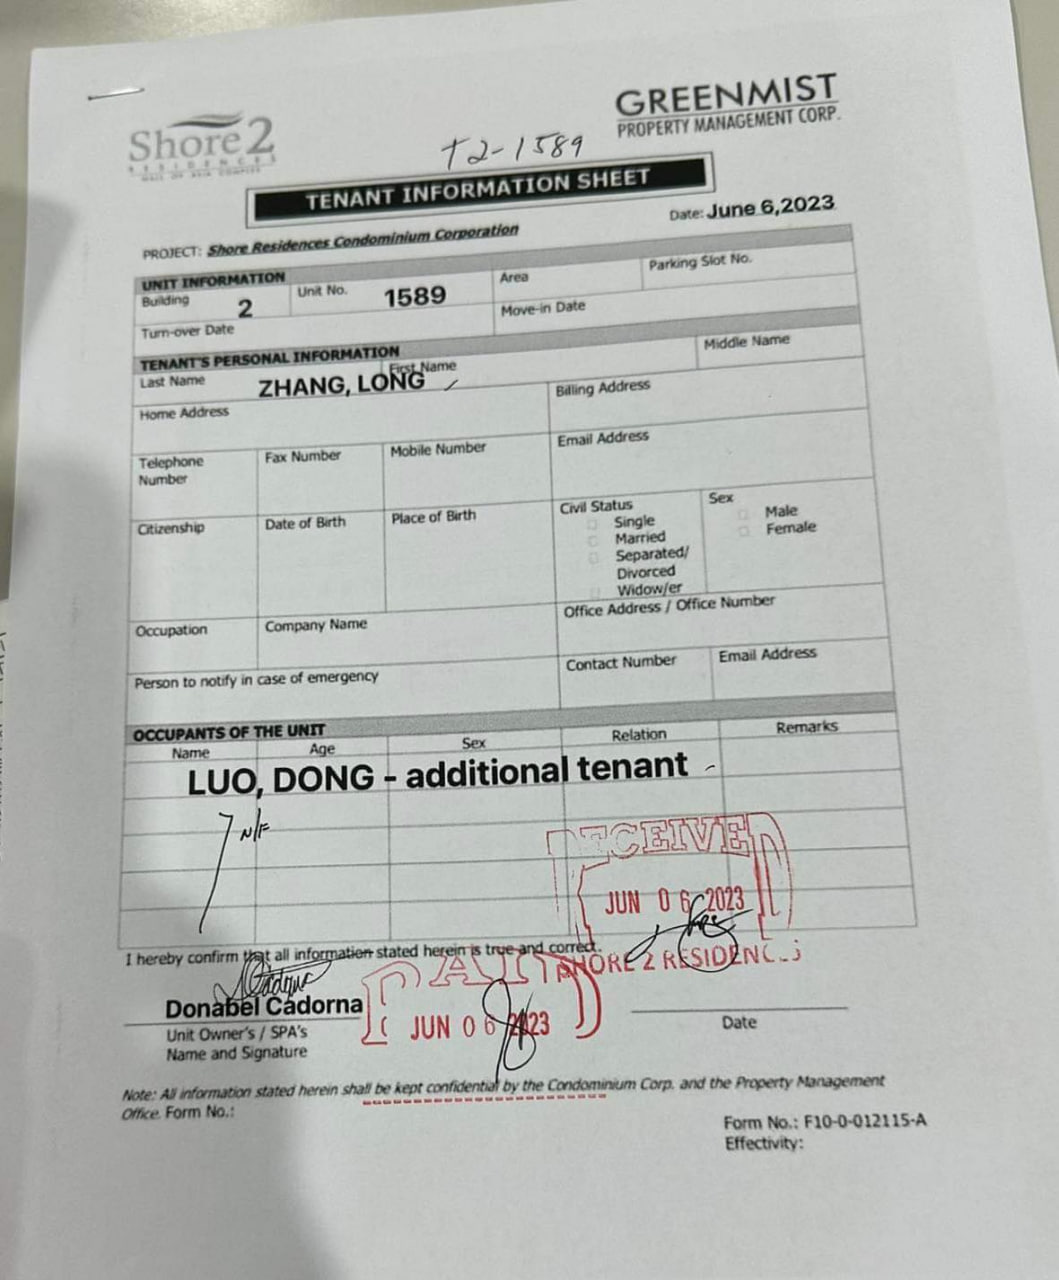 Shore 2
RESIDENCES
MALL OF ASIA COMPLEX
GREENMIST
PROPERTY MANAGEMENT CORP.
T2-1589
TENANT INFORMATION SHEET
Date: June 6,2023
PROJECT: Shore Residences Condominium Corporation
UNIT INFORMATION
Building 2 Unit No. 1589 Area Parking Slot No.
Turn-over Date Move-in Date
TENANT'S PERSONAL INFORMATION
Last Name First Name Middle Name
ZHANG, LONG
Home Address Billing Address
Telephone Number Fax Number Mobile Number Email Address
Citizenship Date of Birth Place of Birth Civil Status Sex
Single Male
Married Female
Separated/
Divorced
Widow/er
Occupation Company Name Office Address / Office Number
Person to notify in case of emergency Contact Number Email Address
OCCUPANTS OF THE UNIT
Name Age Sex Relation Remarks
LUO, DONG - additional tenant
N/F
RECEIVED
JUN 06 2023
SHORE 2 RESIDENCES
I hereby confirm that all information stated herein is true and correct.
PAID
JUN 06 2023
Donabel Cadorna
Unit Owner's / SPA's
Name and Signature
Date
Note: All information stated herein shall be kept confidential by the Condominium Corp. and the Property Management
Office. Form No.:
Form No.: F10-0-012115-A
Effectivity: